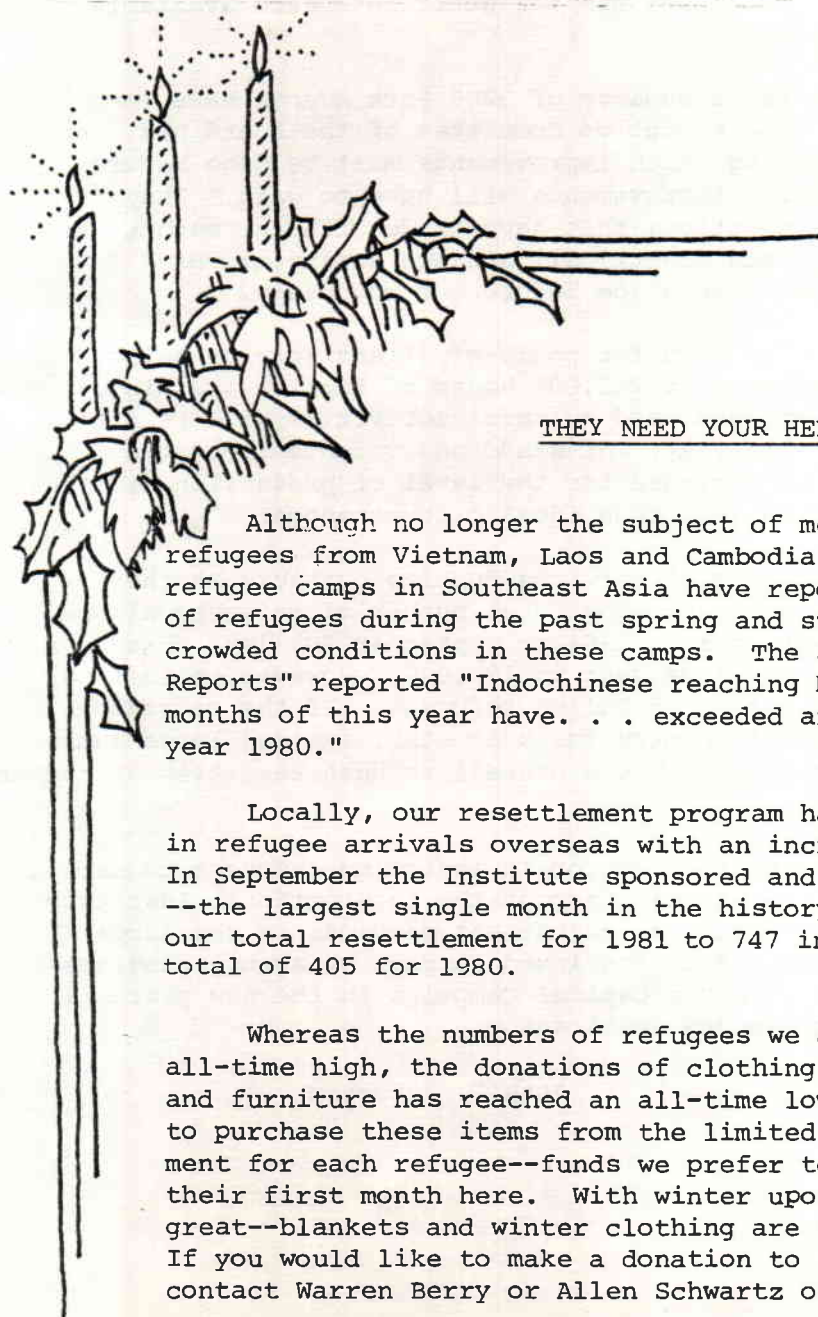 THEY NEED YOUR HE
Although no longer the subject of m
refugees from Vietnam, Laos and Cambodia
refugee camps in Southeast Asia have rep
of refugees during the past spring and s
crowded conditions in these camps. The
Reports" reported "Indochinese reaching
months of this year have. . . exceeded a
year 1980."
Locally, our resettlement program ha
in refugee arrivals overseas with an inc
In September the Institute sponsored and
--the largest single month in the history
our total resettlement for 1981 to 747 i
total of 405 for 1980.
Whereas the numbers of refugees we
all-time high, the donations of clothing
and furniture has reached an all-time lo
to purchase these items from the limited
ment for each refugee--funds we prefer t
their first month here. With winter upo
great--blankets and winter clothing are
If you would like to make a donation to
contact Warren Berry or Allen Schwartz o